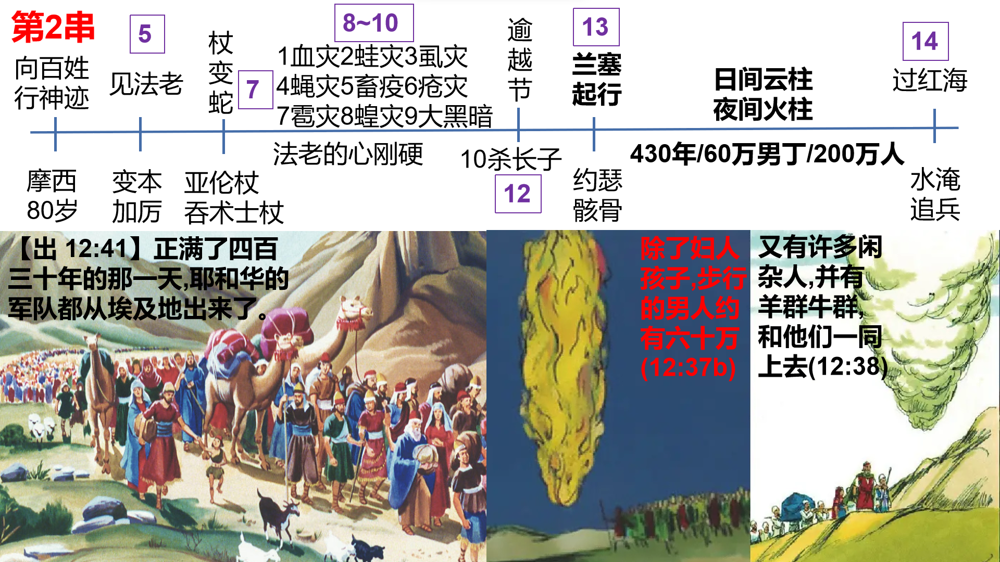 第2串
向百姓
行神迹
5
见法老
杖
变
蛇
7
8~10
1血灾2蛙灾3虱灾
4蝇灾5畜疫6疮灾
7雹灾8蝗灾9大黑暗
逾
越
节
13
兰塞
起行
日间云柱
夜间火柱
14
过红海
摩西
80岁
变本
加厉
亚伦杖
吞术士杖
法老的心刚硬
10杀长子
12
约瑟
骸骨
430年/60万男丁/200万人
水淹
追兵
【出 12:41】正满了四百
三十年的那一天,耶和华的
军队都从埃及地出来了。
除了妇人
孩子,步行
的男人约
有六十万
(12:37b)
又有许多闲
杂人,并有
羊群牛群,
和他们一同
上去(12:38)